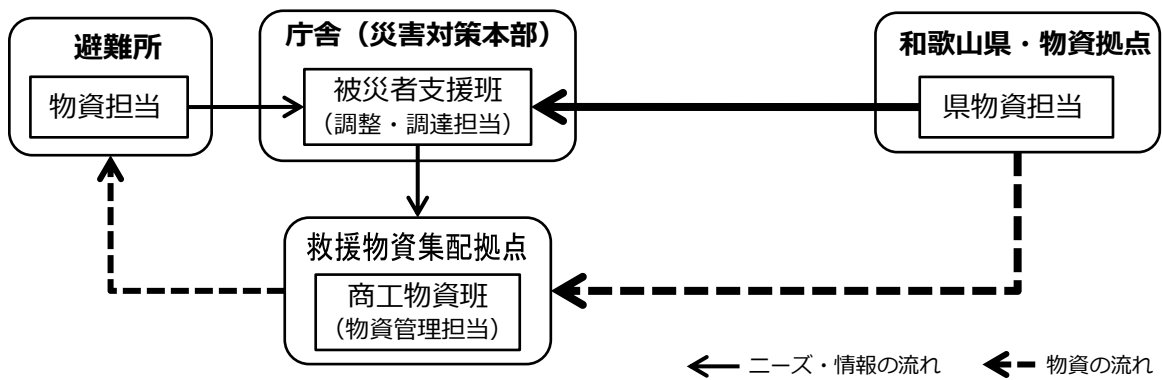 避難所
物資担当
庁舎（災害対策本部）
被災者支援班
（調整・調達担当）
和歌山県・物資拠点
県物資担当
救援物資集配拠点
商工物資班
（物資管理担当）
ニーズ・情報の流れ
物資の流れ